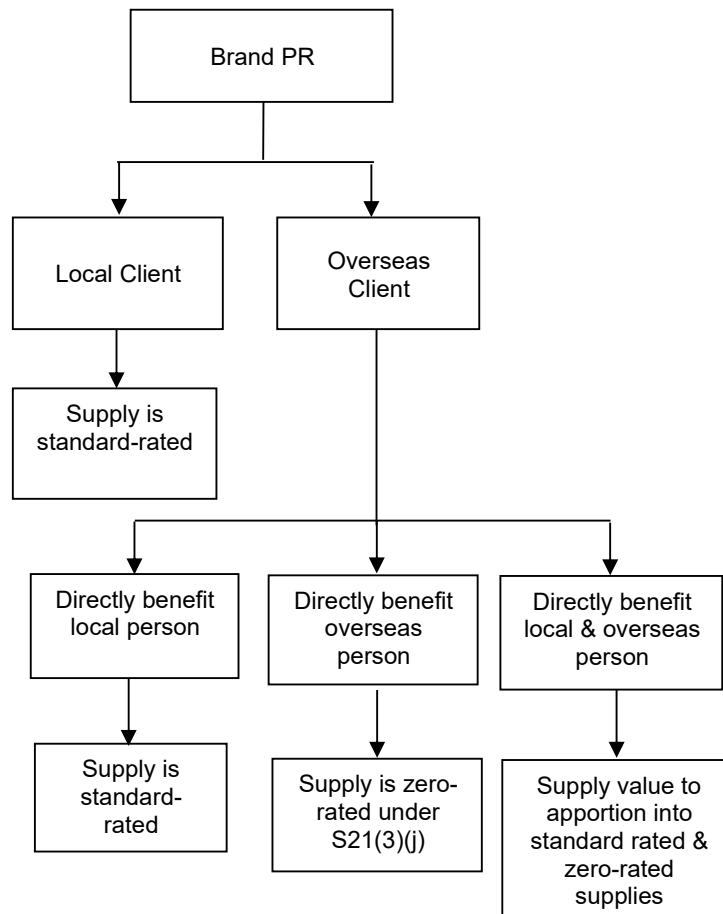 Brand PR
Local Client
Overseas
Client
Supply is
standard-rated
Directly benefit
local person
Directly benefit
overseas
person
Directly benefit
local & overseas
person
Supply is
standard-
rated
Supply is zero-
rated under
S21(3)(j)
Supply value to
apportion into
standard rated &
zero-rated
supplies